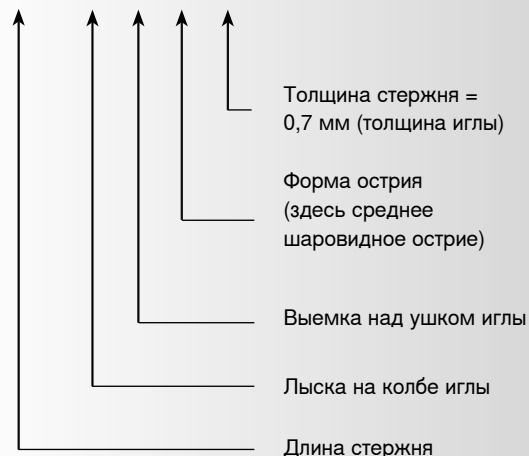 Толщина стержня =
0,7 мм (толщина иглы)
Форма острия
(здесь среднее
шаровидное острие)
Выемка над ушком иглы
Лыска на колбе иглы
Длина стержня